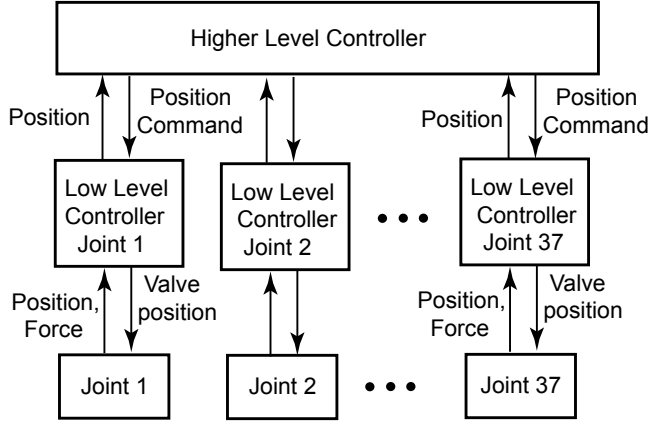 Higher Level Controller
Position
Position
Command
Position
Position
Command
Low Level
Controller
Joint 1
Low Level
Controller
Joint 2
Low Level
Controller
Joint 37
Position,
Force
Valve
position
Position,
Force
Valve
position
Joint 1
Joint 2
Joint 37